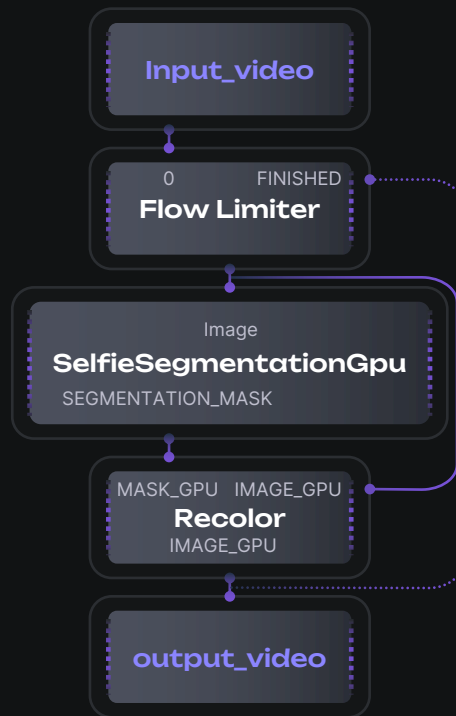 Input_video
0 FINISHED
Flow Limiter
Image
SelfieSegmentationGpu
SEGMENTATION_MASK
MASK_GPU IMAGE_GPU
Recolor
IMAGE_GPU
output_video